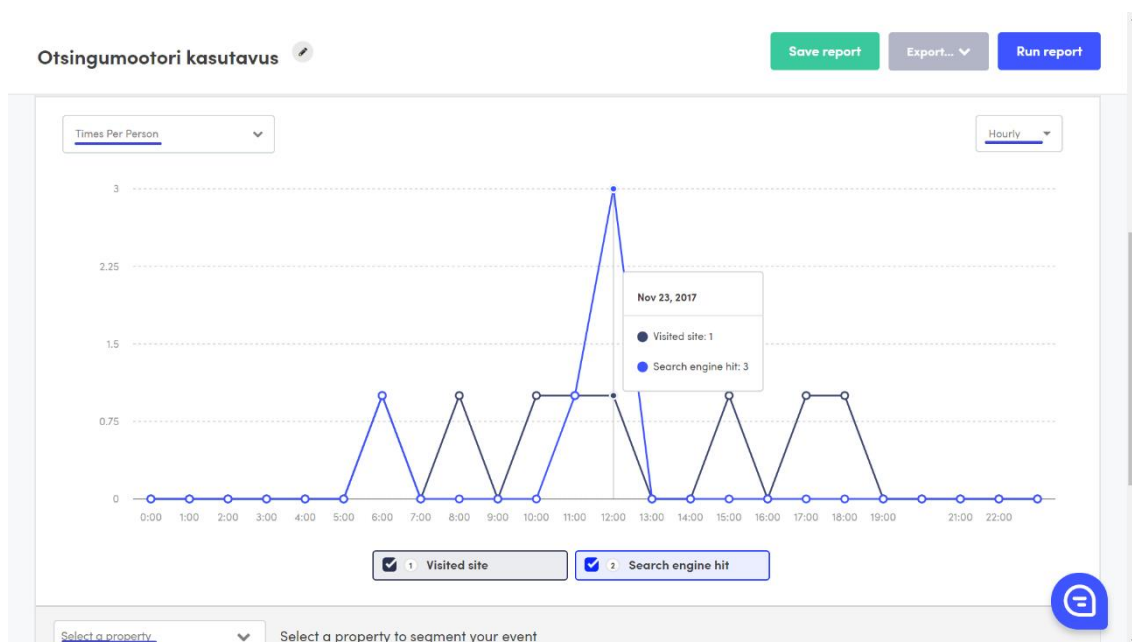 Otsingumootori kasutavus
Save report
Export...
Run report
Times Per Person
Hourly
3
2.25
1.5
0.75
0
Nov 23, 2017
Visited site: 1
Search engine hit: 3
0:00 1:00 2:00 3:00 4:00 5:00 6:00 7:00 8:00 9:00 10:00 11:00 12:00 13:00 14:00 15:00 16:00 17:00 18:00 19:00 21:00 22:00
1 Visited site
2 Search engine hit
Select a property
Select a property to segment your event